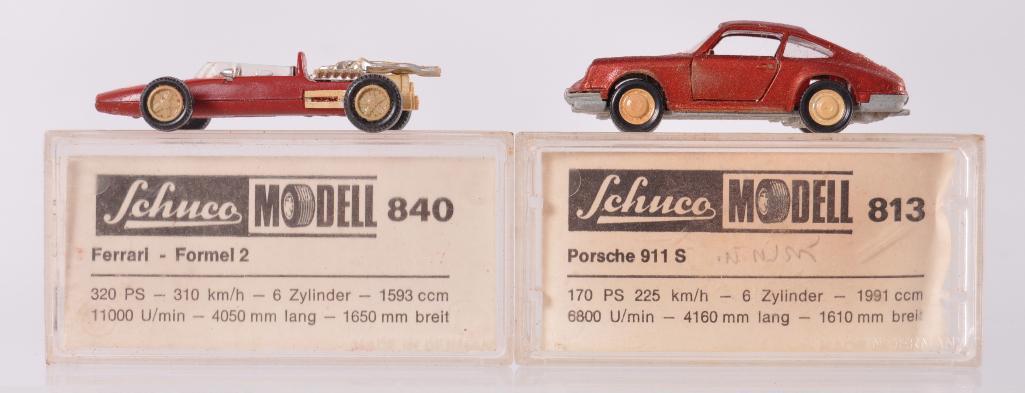 Schuco MODELL 840
Ferrari - Formel 2
320 PS — 310 km/h — 6 Zylinder — 1593 ccm
11000 U/min — 4050 mm lang — 1650 mm breit
Schuco MODELL 813
Porsche 911 S
170 PS 225 km/h — 6 Zylinder — 1991 ccm
6800 U/min — 4160 mm lang — 1610 mm breit
GERMANY